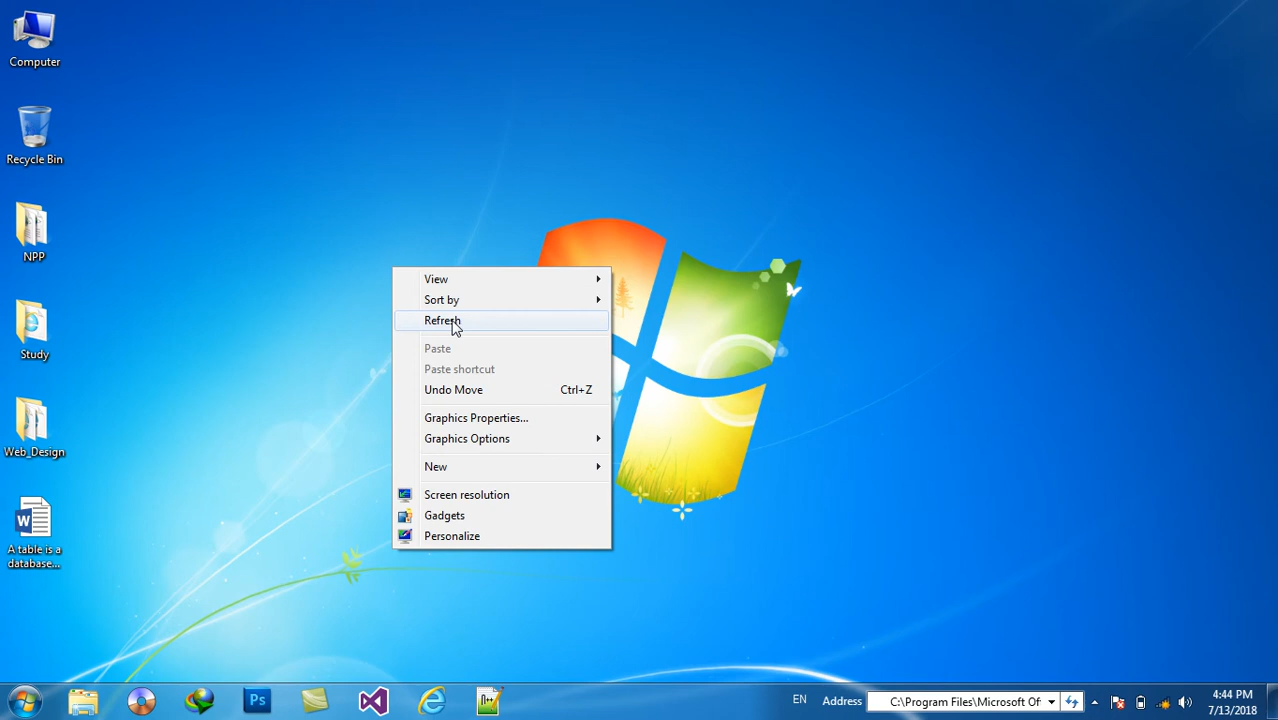 Computer
Recycle Bin
NPP
Study
Web_Design
A table is a
database...
View
Sort by
Refresh
Paste
Paste shortcut
Undo Move Ctrl+Z
Graphics Properties...
Graphics Options
New
Screen resolution
Gadgets
Personalize
Ps
EN
Address
C:\Program Files\Microsoft Of
4:44 PM
7/13/2018